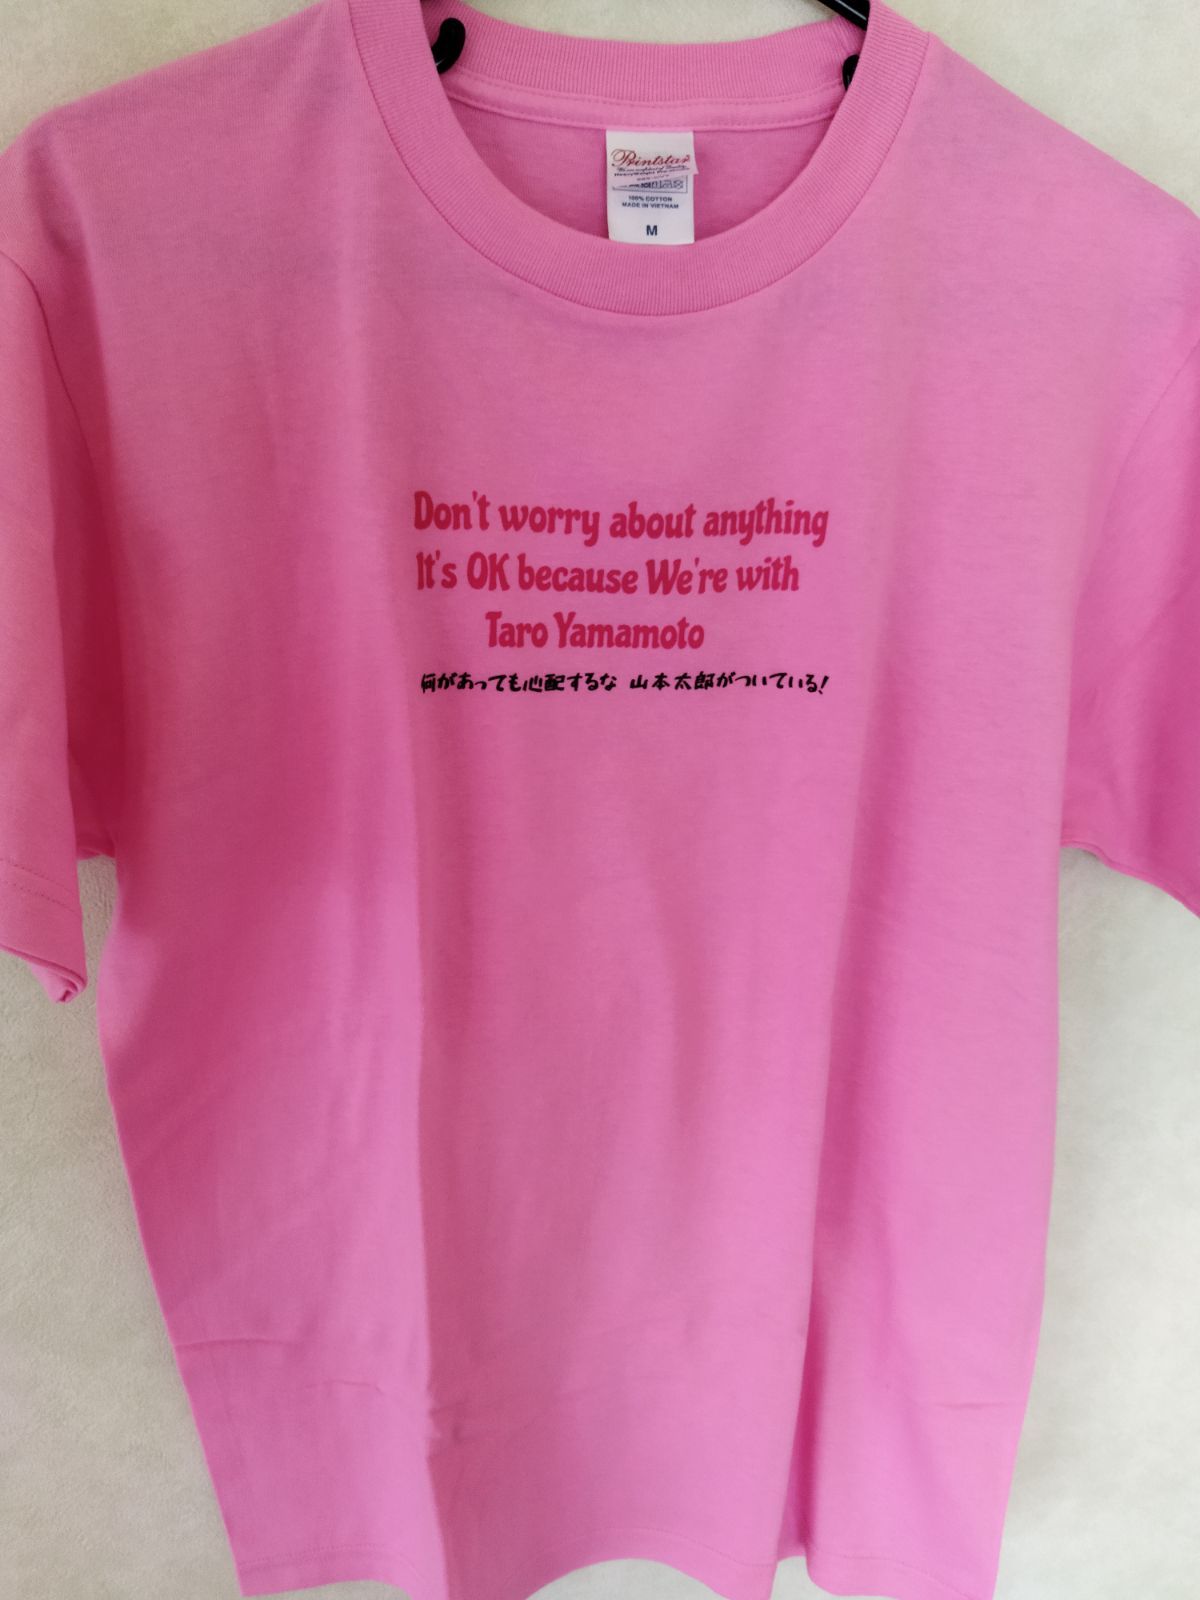 Printstar
100% COTTON
MADE IN VIETNAM
M
Don't worry about anything
It's OK because We're with
Taro Yamamoto
何があっても心配するな 山本太郎がついている!